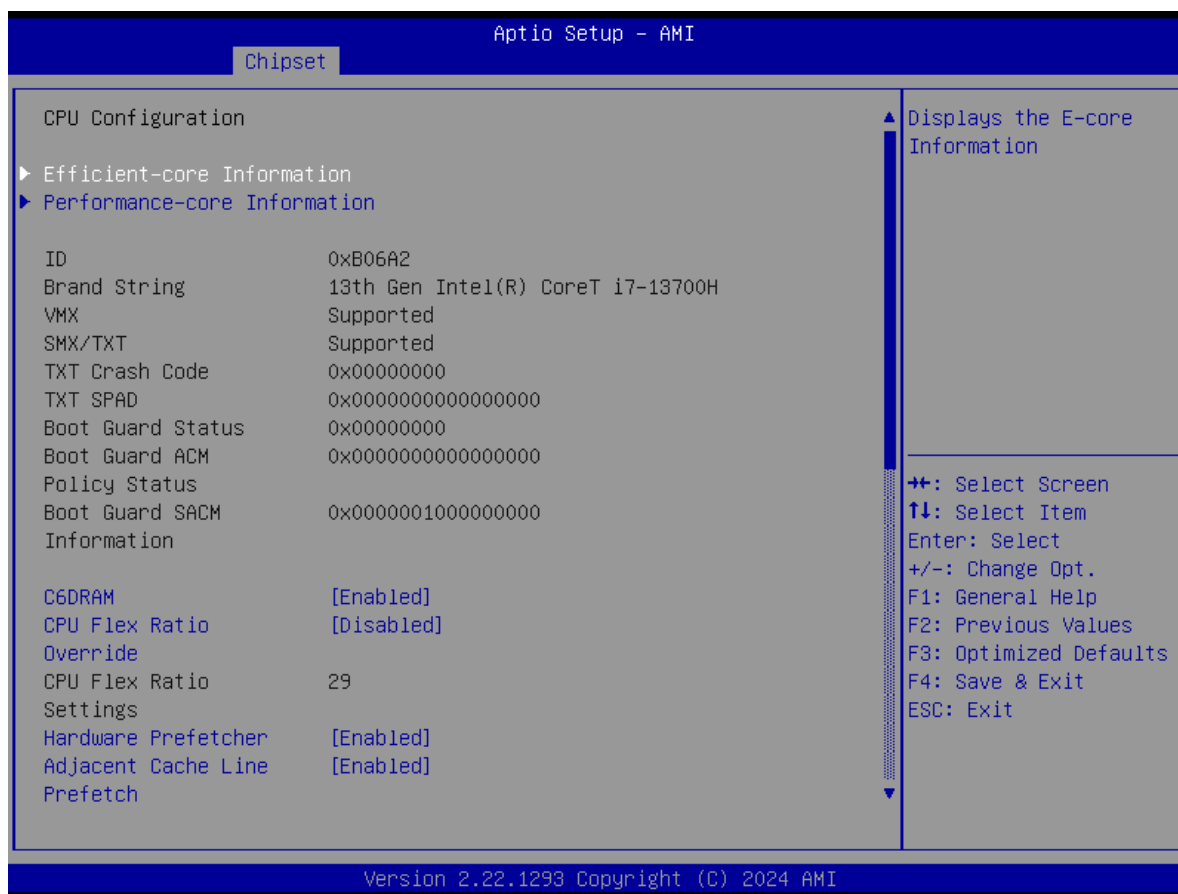 Aptio Setup – AMI
Chipset
CPU Configuration
Efficient-core Information
Performance-core Information
ID 0xB06A2
Brand String 13th Gen Intel(R) CoreT i7-13700H
VMX Supported
SMX/TXT Supported
TXT Crash Code 0x00000000
TXT SPAD 0x0000000000000000
Boot Guard Status 0x00000000
Boot Guard ACM 0x0000000000000000
Policy Status
Boot Guard SACM 0x0000001000000000
Information
C6DRAM [Enabled]
CPU Flex Ratio [Disabled]
Override
CPU Flex Ratio 29
Settings
Hardware Prefetcher [Enabled]
Adjacent Cache Line [Enabled]
Prefetch
Displays the E-core
Information
→←: Select Screen
↑↓: Select Item
Enter: Select
+/-: Change Opt.
F1: General Help
F2: Previous Values
F3: Optimized Defaults
F4: Save & Exit
ESC: Exit
Version 2.22.1293 Copyright (C) 2024 AMI